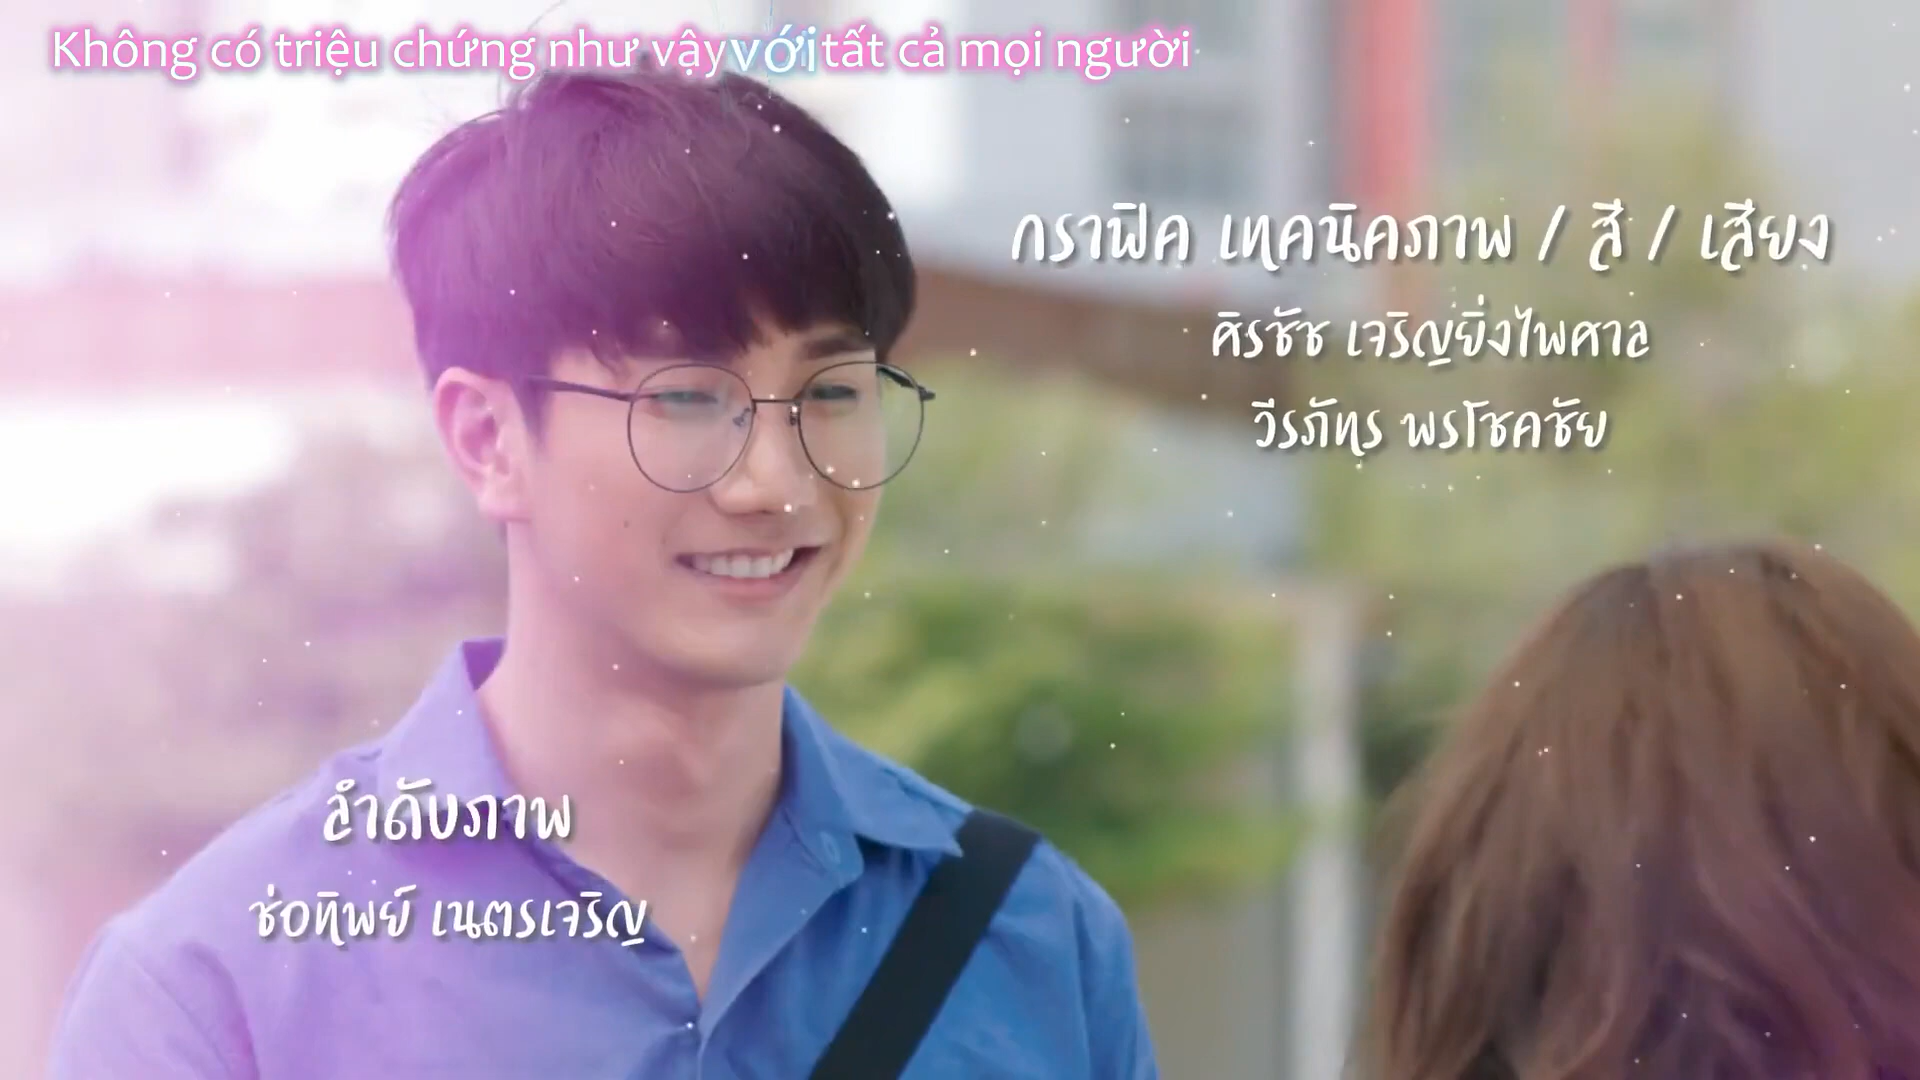 Không có triệu chứng như vậy với tất cả mọi người
กราฟิค เทคนิคภาพ / สี / เสียง
ศิรชัช เจริญยิ่งไพศาล
วีรภัทร พรโชคชัย
ลำดับภาพ
ช่อทิพย์ เนตรเจริญ